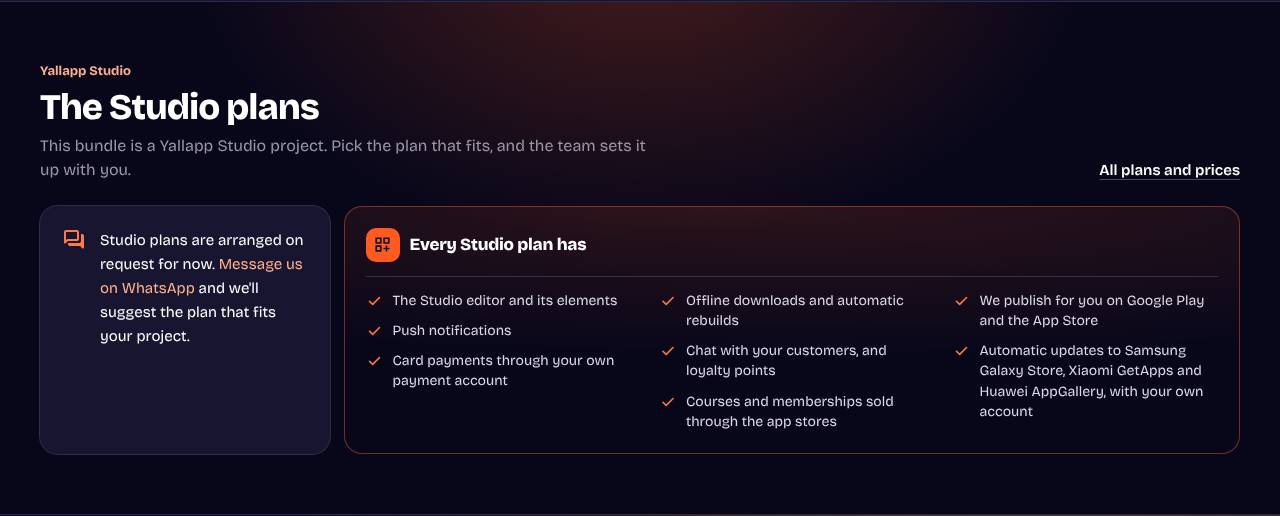 Yallapp Studio
The Studio plans
This bundle is a Yallapp Studio project. Pick the plan that fits, and the team sets it
up with you.
All plans and prices
Studio plans are arranged on
request for now. Message us
on WhatsApp and we'll
suggest the plan that fits
your project.
Every Studio plan has
The Studio editor and its elements
Push notifications
Card payments through your own
payment account
Offline downloads and automatic
rebuilds
Chat with your customers, and
loyalty points
Courses and memberships sold
through the app stores
We publish for you on Google Play
and the App Store
Automatic updates to Samsung
Galaxy Store, Xiaomi GetApps and
Huawei AppGallery, with your own
account